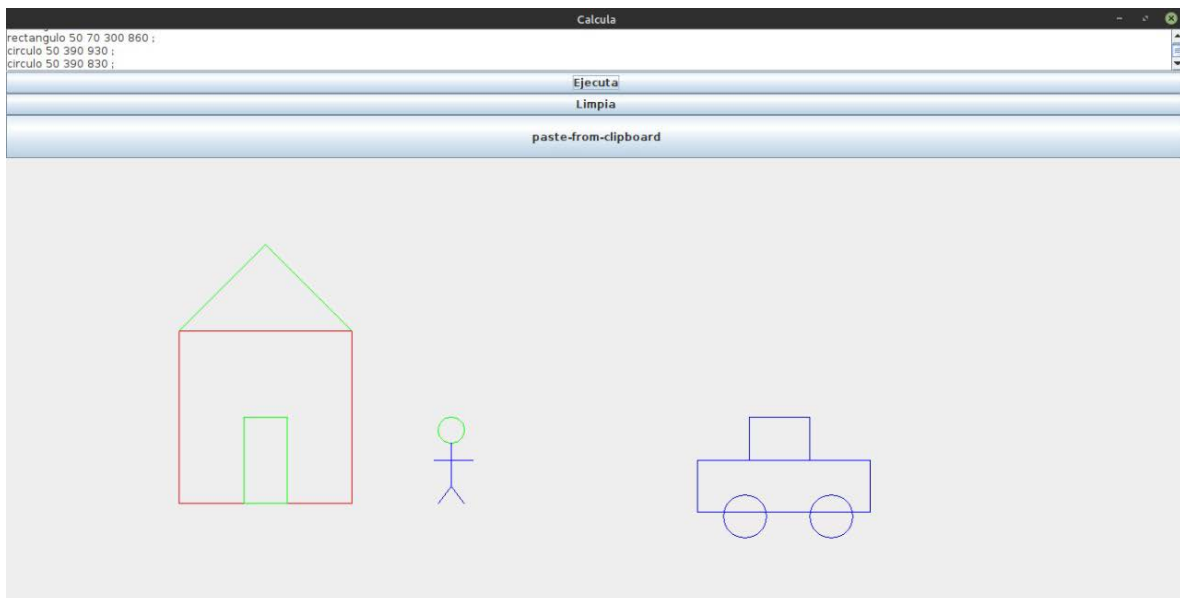 Calcula
rectangulo 50 70 300 860 ;
circulo 50 390 930 ;
circulo 50 390 830 ;
Ejecuta
Limpia
paste-from-clipboard